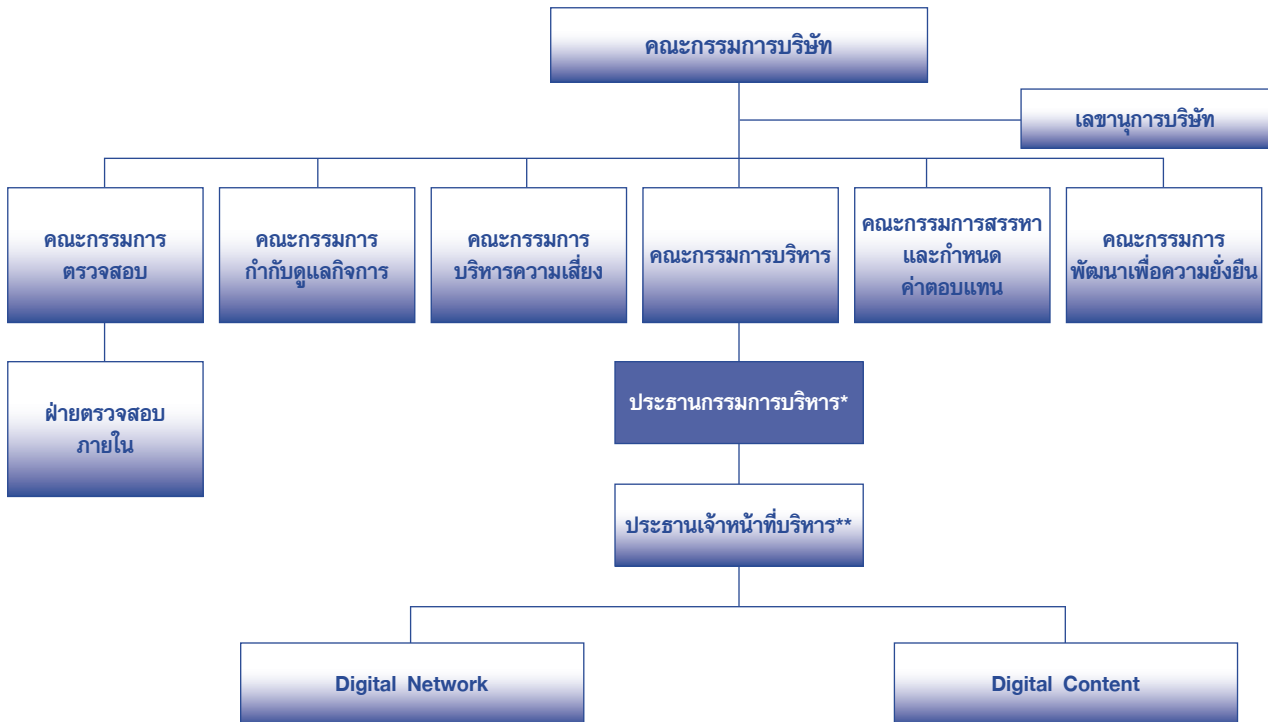 คณะกรรมการบริษัท
เลขานุการบริษัท
คณะกรรมการ
ตรวจสอบ
คณะกรรมการ
กำกับดูแลกิจการ
คณะกรรมการ
บริหารความเสี่ยง
คณะกรรมการบริหาร
คณะกรรมการสรรหา
และกำหนด
ค่าตอบแทน
คณะกรรมการ
พัฒนาเพื่อความยั่งยืน
ฝ่ายตรวจสอบ
ภายใน
ประธานกรรมการบริหาร*
ประธานเจ้าหน้าที่บริหาร**
Digital Network
Digital Content